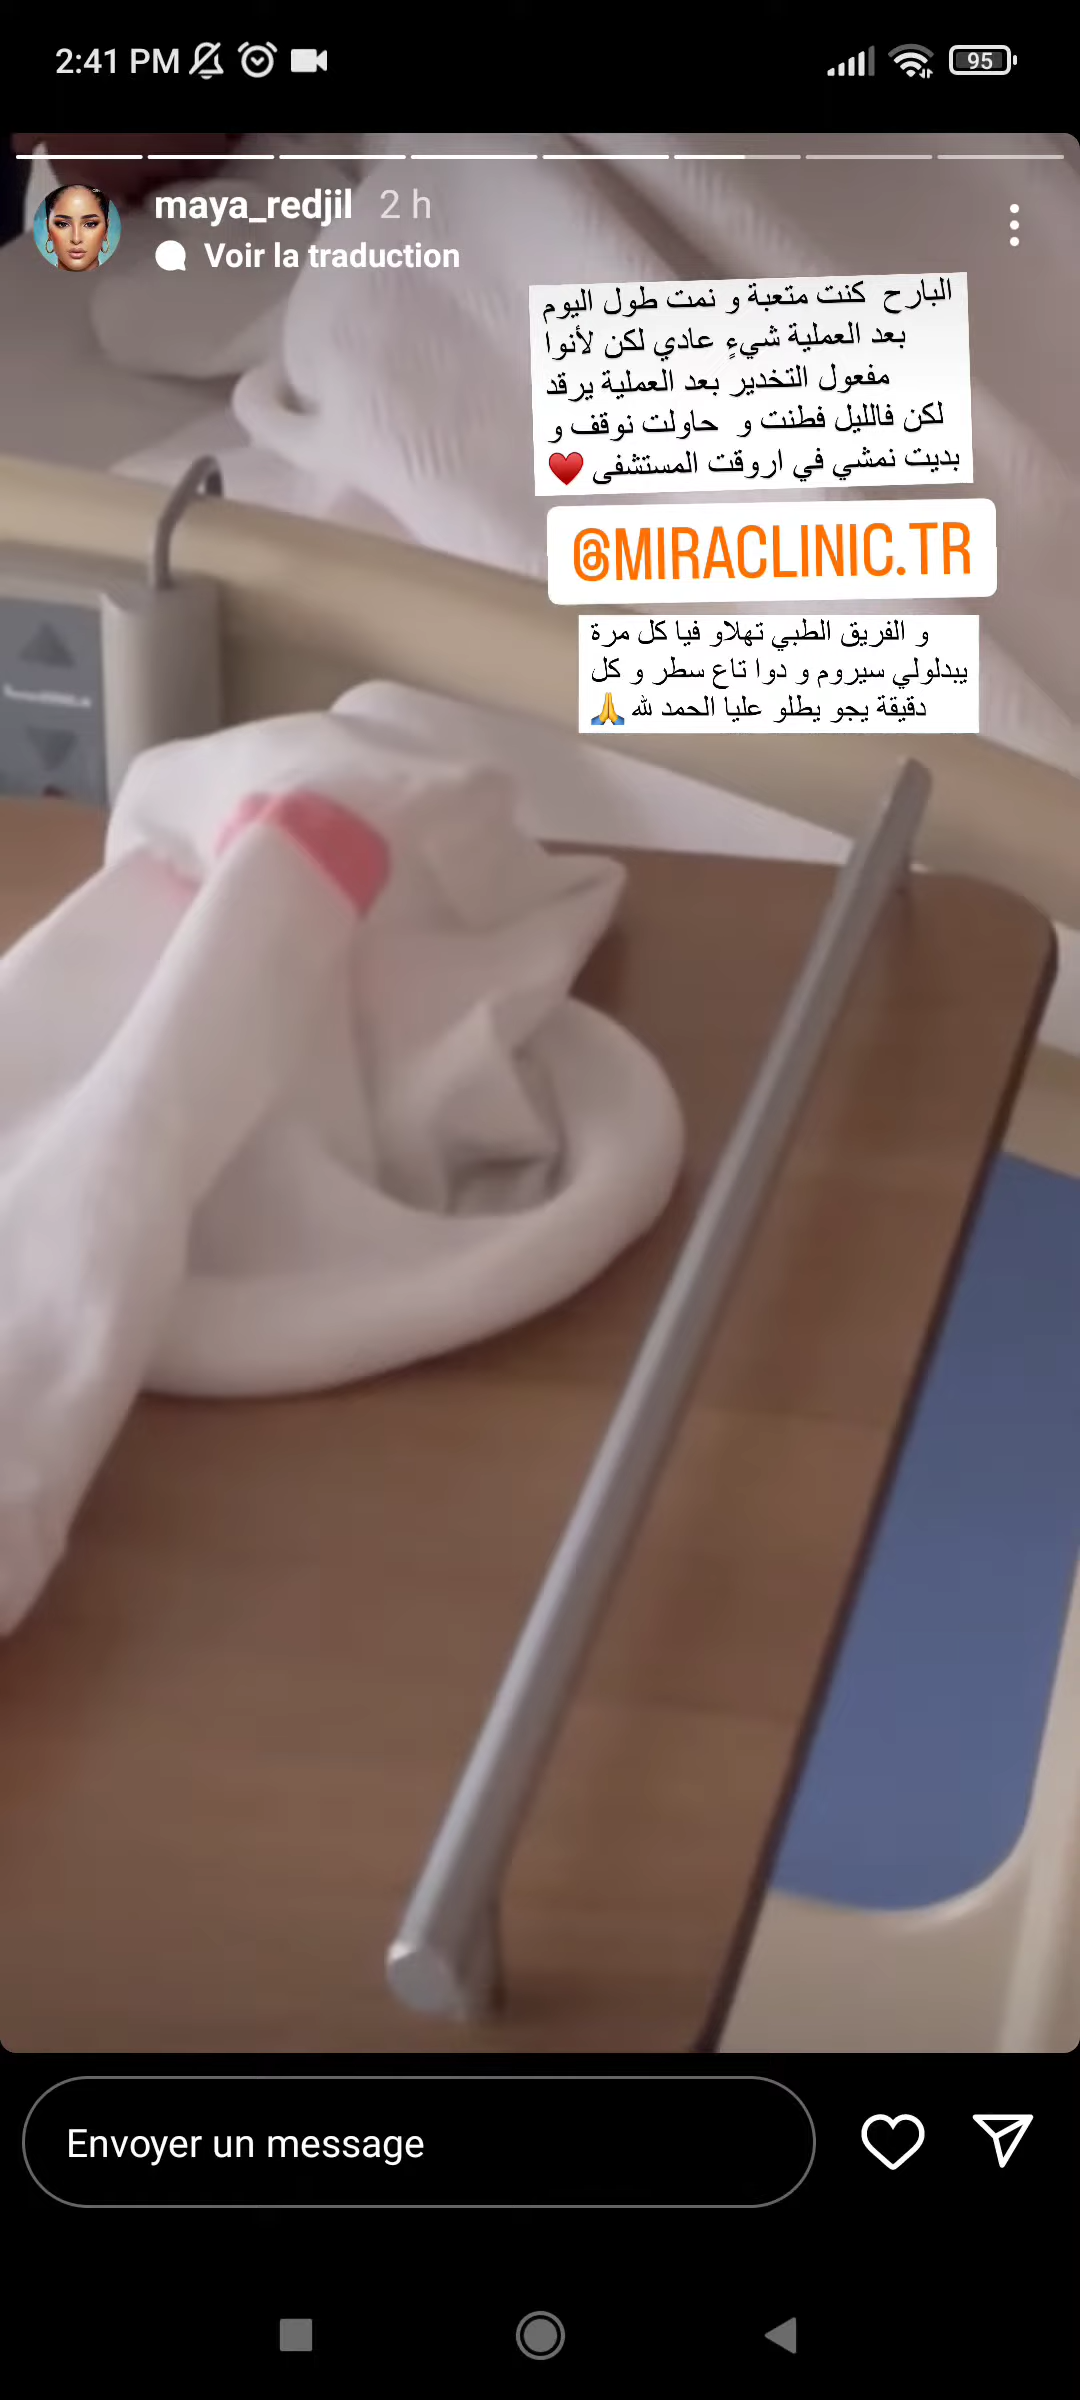 2:41 PM
95
maya_redjil 2 h
Voir la traduction
البارح كنت متعبة و نمت طول اليوم
بعد العملية شيءٍ عادي لكن لأنوا
مفعول التخدير بعد العملية يرقد
لكن فالليل فطنت و حاولت نوقف و
بديت نمشي في اروقت المستشفى ♥️
@MIRACLINIC.TR
و الفريق الطبي تهلاو فيا كل مرة
يبدلولي سيروم و دوا تاع سطر و كل
دقيقة يجو يطلو عليا الحمد لله 🙏
Envoyer un message